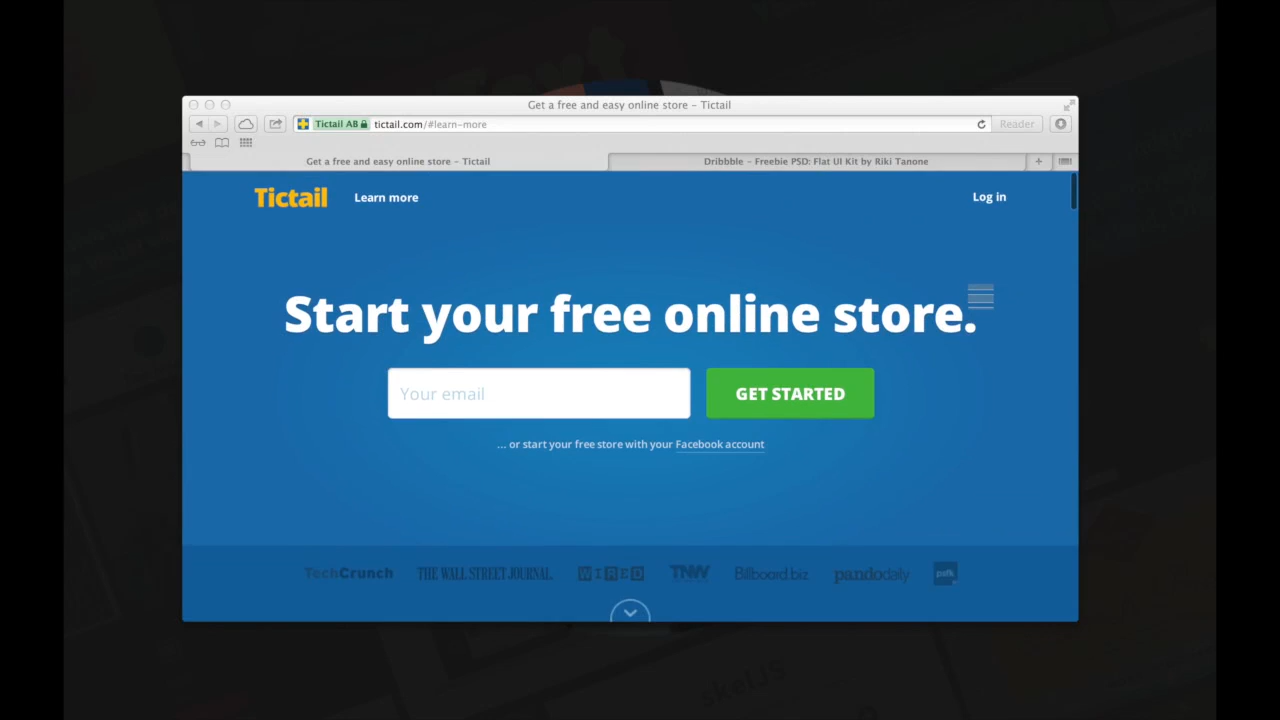 Get a free and easy online store – Tictail
Tictail AB tictail.com/#learn-more Reader
Get a free and easy online store – Tictail Dribbble – Freebie PSD: Flat UI Kit by Riki Tanone
Tictail Learn more Log in
Start your free online store.
Your email GET STARTED
... or start your free store with your Facebook account
TechCrunch THE WALL STREET JOURNAL. WIRED TNW Billboard.biz pandodaily
skelJS